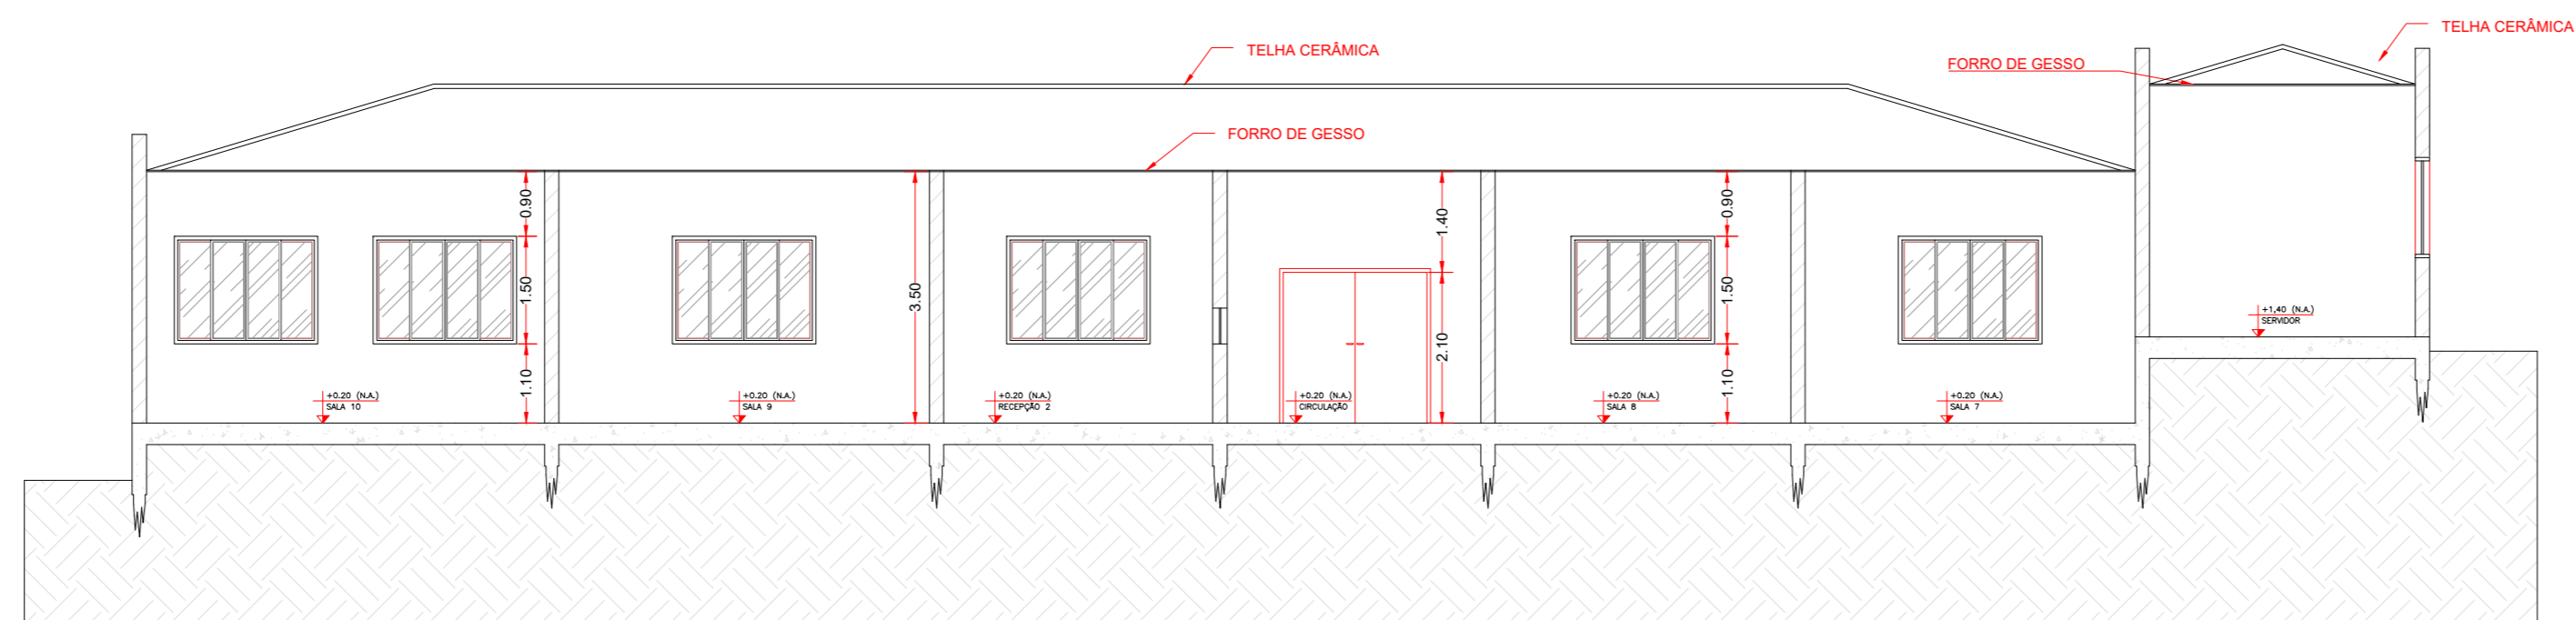 TELHA CERÂMICA
TELHA CERÂMICA
FORRO DE GESSO
FORRO DE GESSO
0.90
1.50
1.10
3.50
1.40
2.10
0.90
1.50
1.10
+1,40 (N.A.)
SERVIDOR
+0.20 (N.A.)
SALA 10
+0.20 (N.A.)
SALA 9
+0.20 (N.A.)
RECEPÇÃO 2
+0.20 (N.A.)
CIRCULAÇÃO
+0.20 (N.A.)
SALA 8
+0.20 (N.A.)
SALA 7